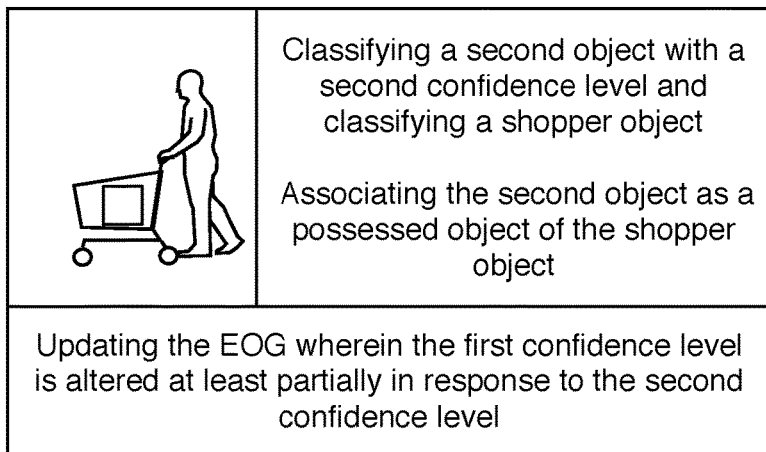 Classifying a second object with a
second confidence level and
classifying a shopper object
Associating the second object as a
possessed object of the shopper
object
Updating the EOG wherein the first confidence level
is altered at least partially in response to the second
confidence level